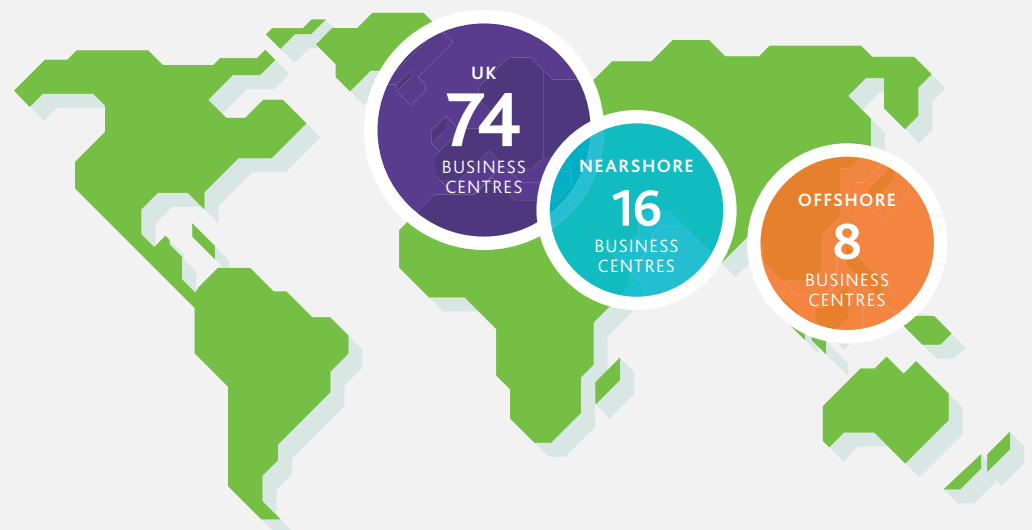 UK
74
BUSINESS
CENTRES
NEARSHORE
16
BUSINESS
CENTRES
OFFSHORE
8
BUSINESS
CENTRES